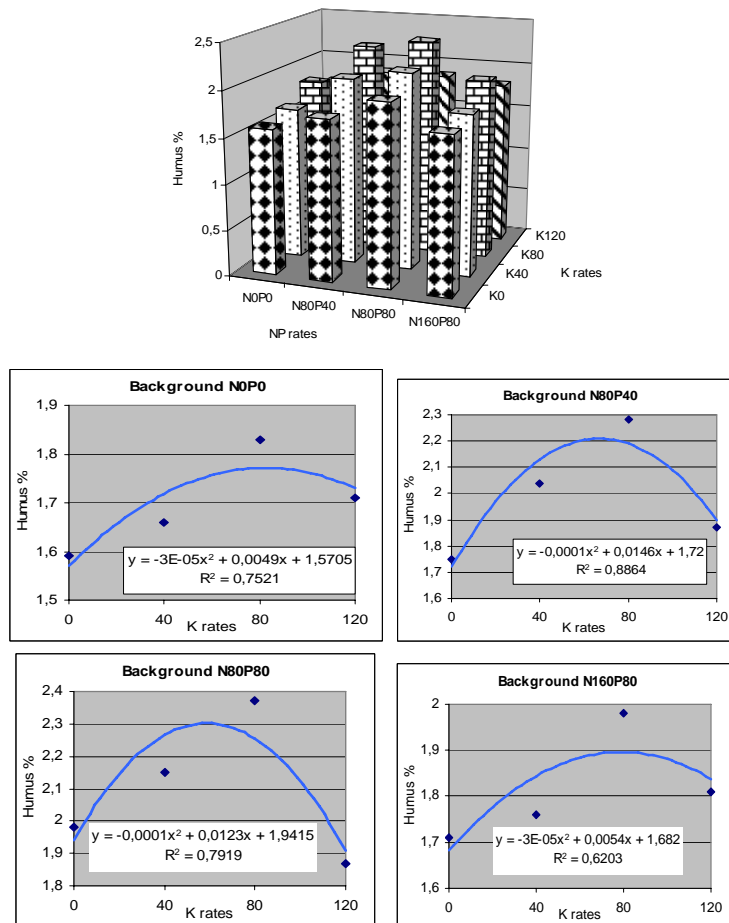 2,5
2
1,5
1
0,5
0
Humus %
N0P0
N80P40
N80P80
N160P80
NP rates
K0
K40
K80
K120
K rates
Background N0P0
1,9
1,8
1,7
1,6
1,5
Humus %
y = -3E-05x² + 0,0049x + 1,5705
R² = 0,7521
0 40 80 120
K rates
Background N80P40
2,3
2,2
2,1
2
1,9
1,8
1,7
1,6
Humus %
y = -0,0001x² + 0,0146x + 1,72
R² = 0,8864
0 40 80 120
K rates
Background N80P80
2,4
2,3
2,2
2,1
2
1,9
1,8
Humus %
y = -0,0001x² + 0,0123x + 1,9415
R² = 0,7919
0 40 80 120
K rates
Background N160P80
2
1,9
1,8
1,7
1,6
Humus %
y = -3E-05x² + 0,0054x + 1,682
R² = 0,6203
0 40 80 120
K rates